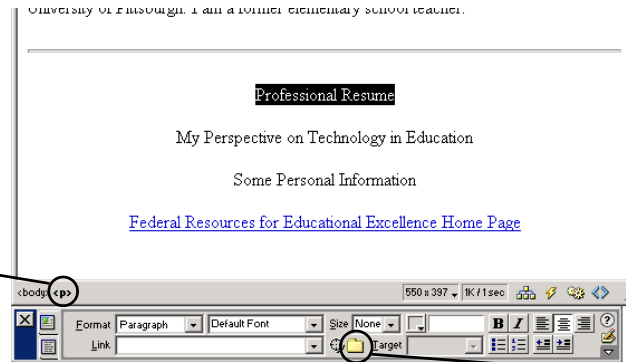 University of Pittsburgh. I am a former elementary school teacher.
Professional Resume
My Perspective on Technology in Education
Some Personal Information
Federal Resources for Educational Excellence Home Page
<body> <p> 550 x 397 1K / 1 sec
Format Paragraph Default Font Size None B I ?
Link Target